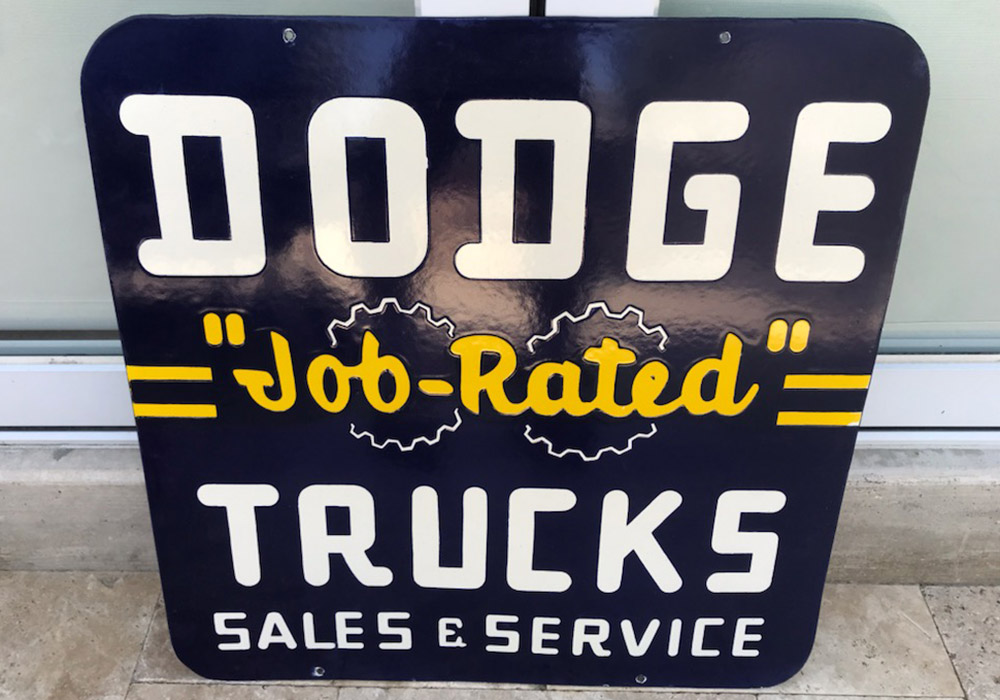 DODGE
"Job-Rated"
TRUCKS
SALES & SERVICE